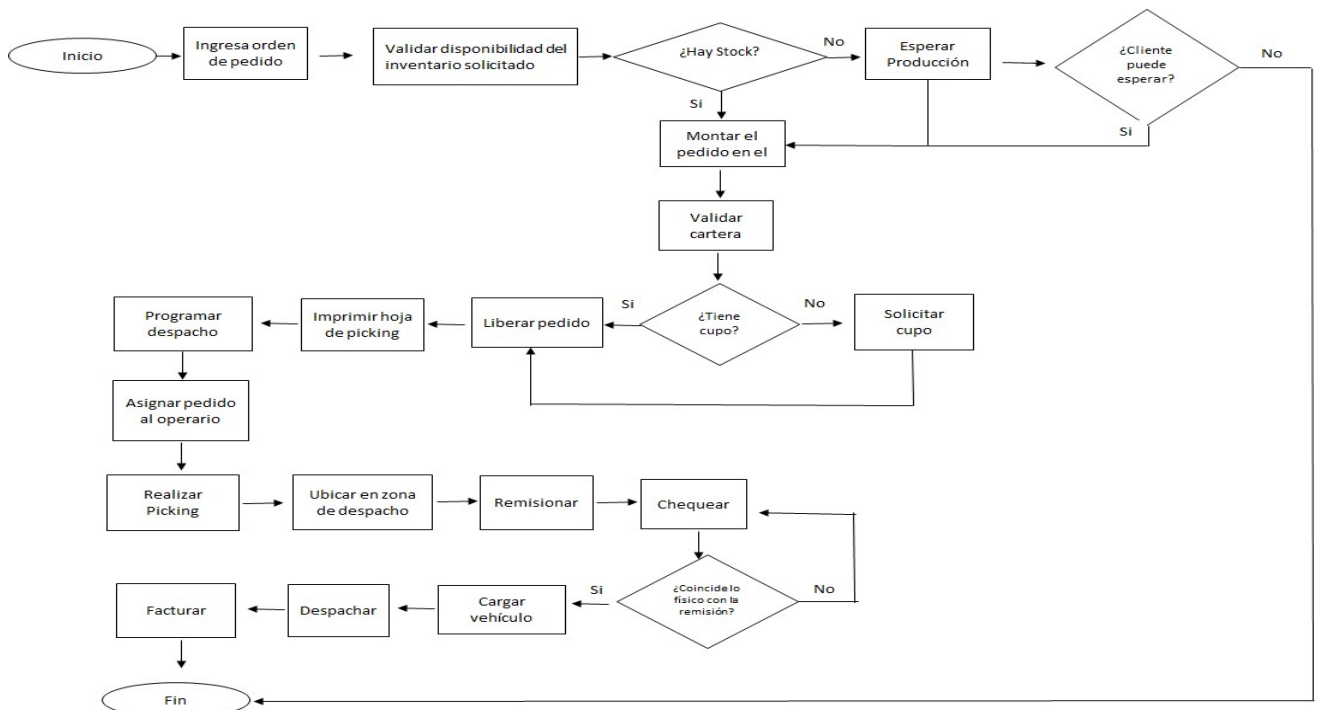 Inicio
Ingresa orden
de pedido
Validar disponibilidad del
inventario solicitado
¿Hay Stock?
No
Esperar
Producción
¿Cliente
puede
esperar?
No
Si
Si
Montar el
pedido en el
Validar
cartera
Programar
despacho
Imprimir hoja
de picking
Liberar pedido
Si
¿Tiene
cupo?
No
Solicitar
cupo
Asignar pedido
al operario
Realizar
Picking
Ubicar en zona
de despacho
Remisionar
Chequear
Facturar
Despachar
Cargar
vehículo
Si
¿Coincide lo
físico con la
remisión?
No
Fin